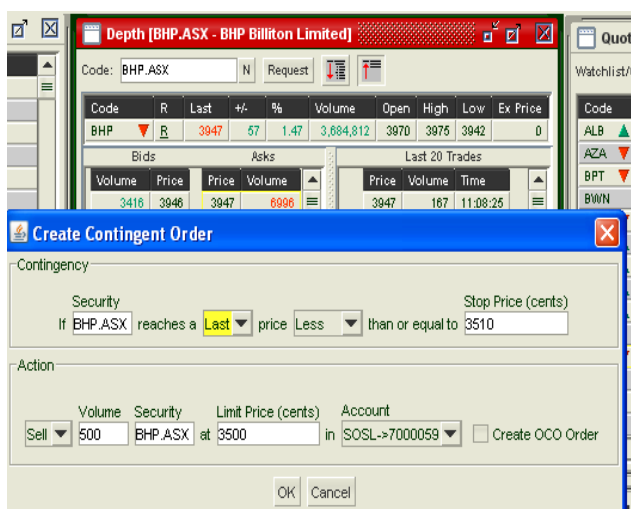 Depth [BHP.ASX - BHP Billiton Limited]
Code: BHP.ASX N Request
Code R Last +/- % Volume Open High Low Ex Price
BHP R 3947 57 1.47 3,684,812 3970 3975 3942 0
Bids Asks Last 20 Trades
Volume Price Price Volume Price Volume Time
3416 3946 3947 6996 3947 167 11:08:25
Quot
Watchlist/
Code
ALB
AZA
BPT
BWN
Create Contingent Order
Contingency
Security Stop Price (cents)
If BHP.ASX reaches a Last price Less than or equal to 3510
Action
Volume Security Limit Price (cents) Account
Sell 500 BHP.ASX at 3500 in SOSL->7000059 Create OCO Order
OK Cancel